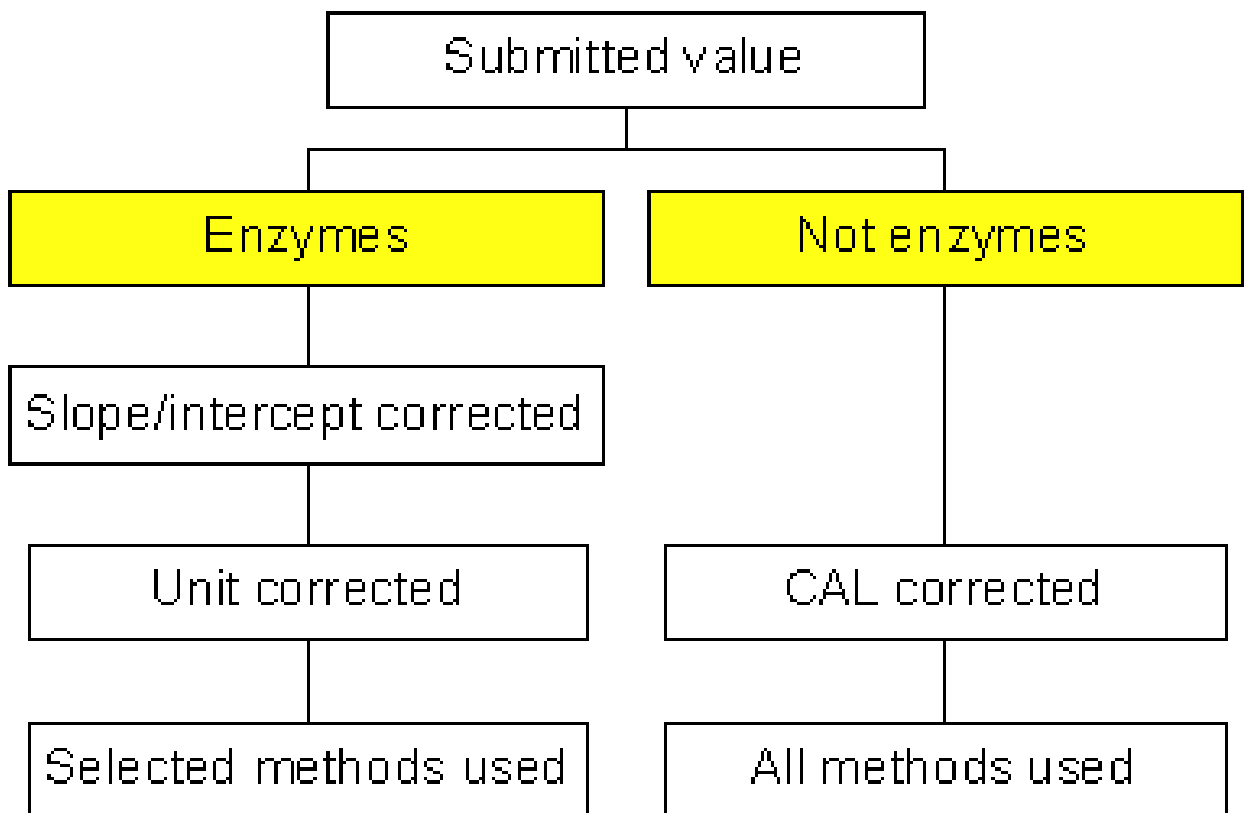 Submitted value
Enzymes
Not enzymes
Slope/intercept corrected
Unit corrected
CAL corrected
Selected methods used
All methods used